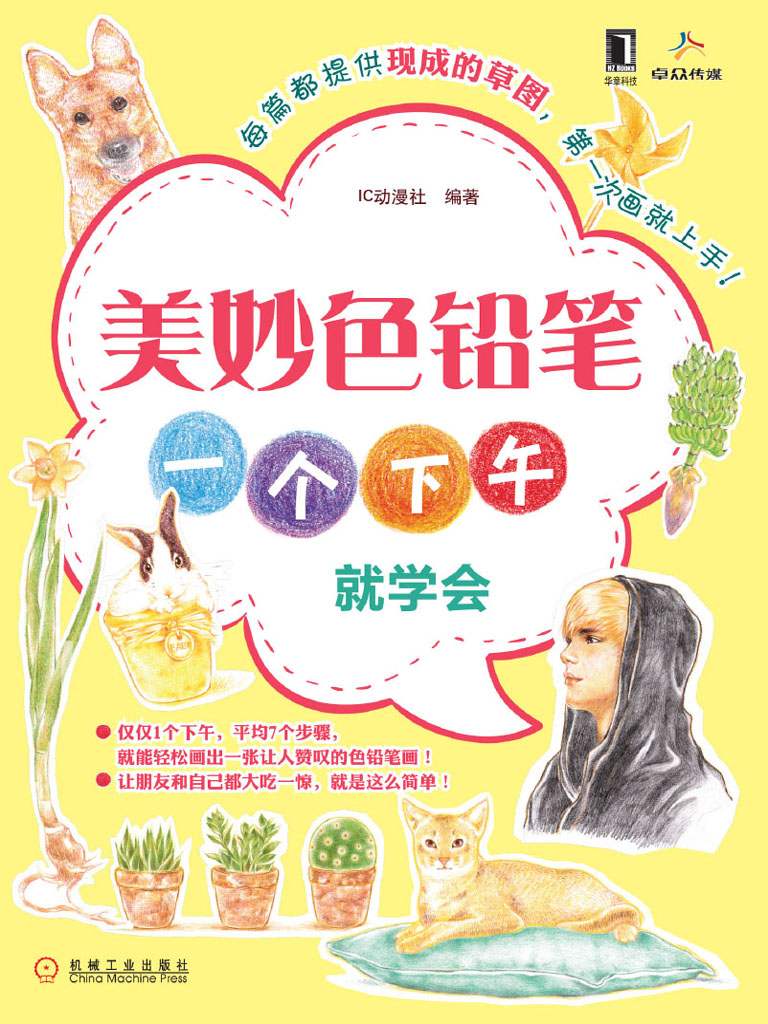 每篇都提供现成的草图，
第一次画就上手！
HZ Books
华章科技
卓众传媒
IC动漫社 编著
美妙色铅笔
一个下午
就学会
仅仅1个下午，平均7个步骤，
就能轻松画出一张让人赞叹的色铅笔画！
让朋友和自己都大吃一惊，就是这么简单！
机械工业出版社
China Machine Press